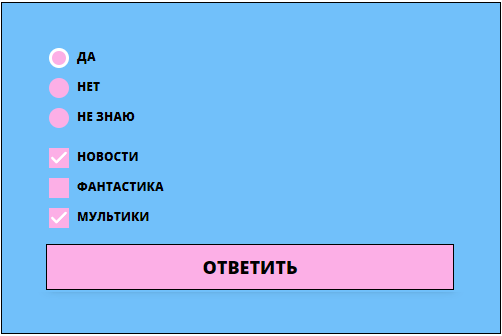 ДА
НЕТ
НЕ ЗНАЮ
НОВОСТИ
ФАНТАСТИКА
МУЛЬТИКИ
ОТВЕТИТЬ